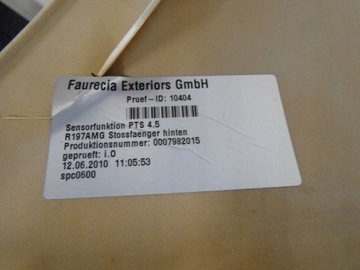 Faurecia Exteriors GmbH
Pruef-ID: 10404
Sensorfunktion PTS 4.5
R197AMG Stossfaenger hinten
Produktionsnummer: 0007982015
geprueft: i.O
12.06.2010 11:05:53
spc0600